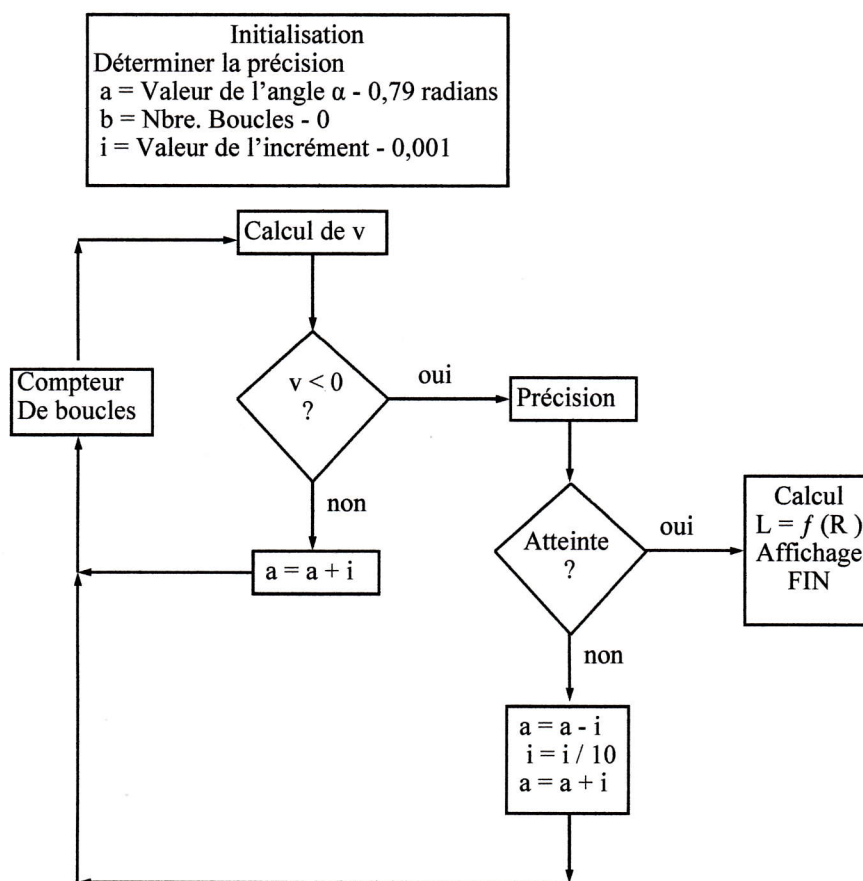 Initialisation
Déterminer la précision
a = Valeur de l'angle α - 0,79 radians
b = Nbre. Boucles - 0
i = Valeur de l'incrément - 0,001
Calcul de v
v < 0
?
oui
non
Compteur
De boucles
a = a + i
Précision
Atteinte
?
oui
non
Calcul
L = f (R )
Affichage
FIN
a = a - i
i = i / 10
a = a + i